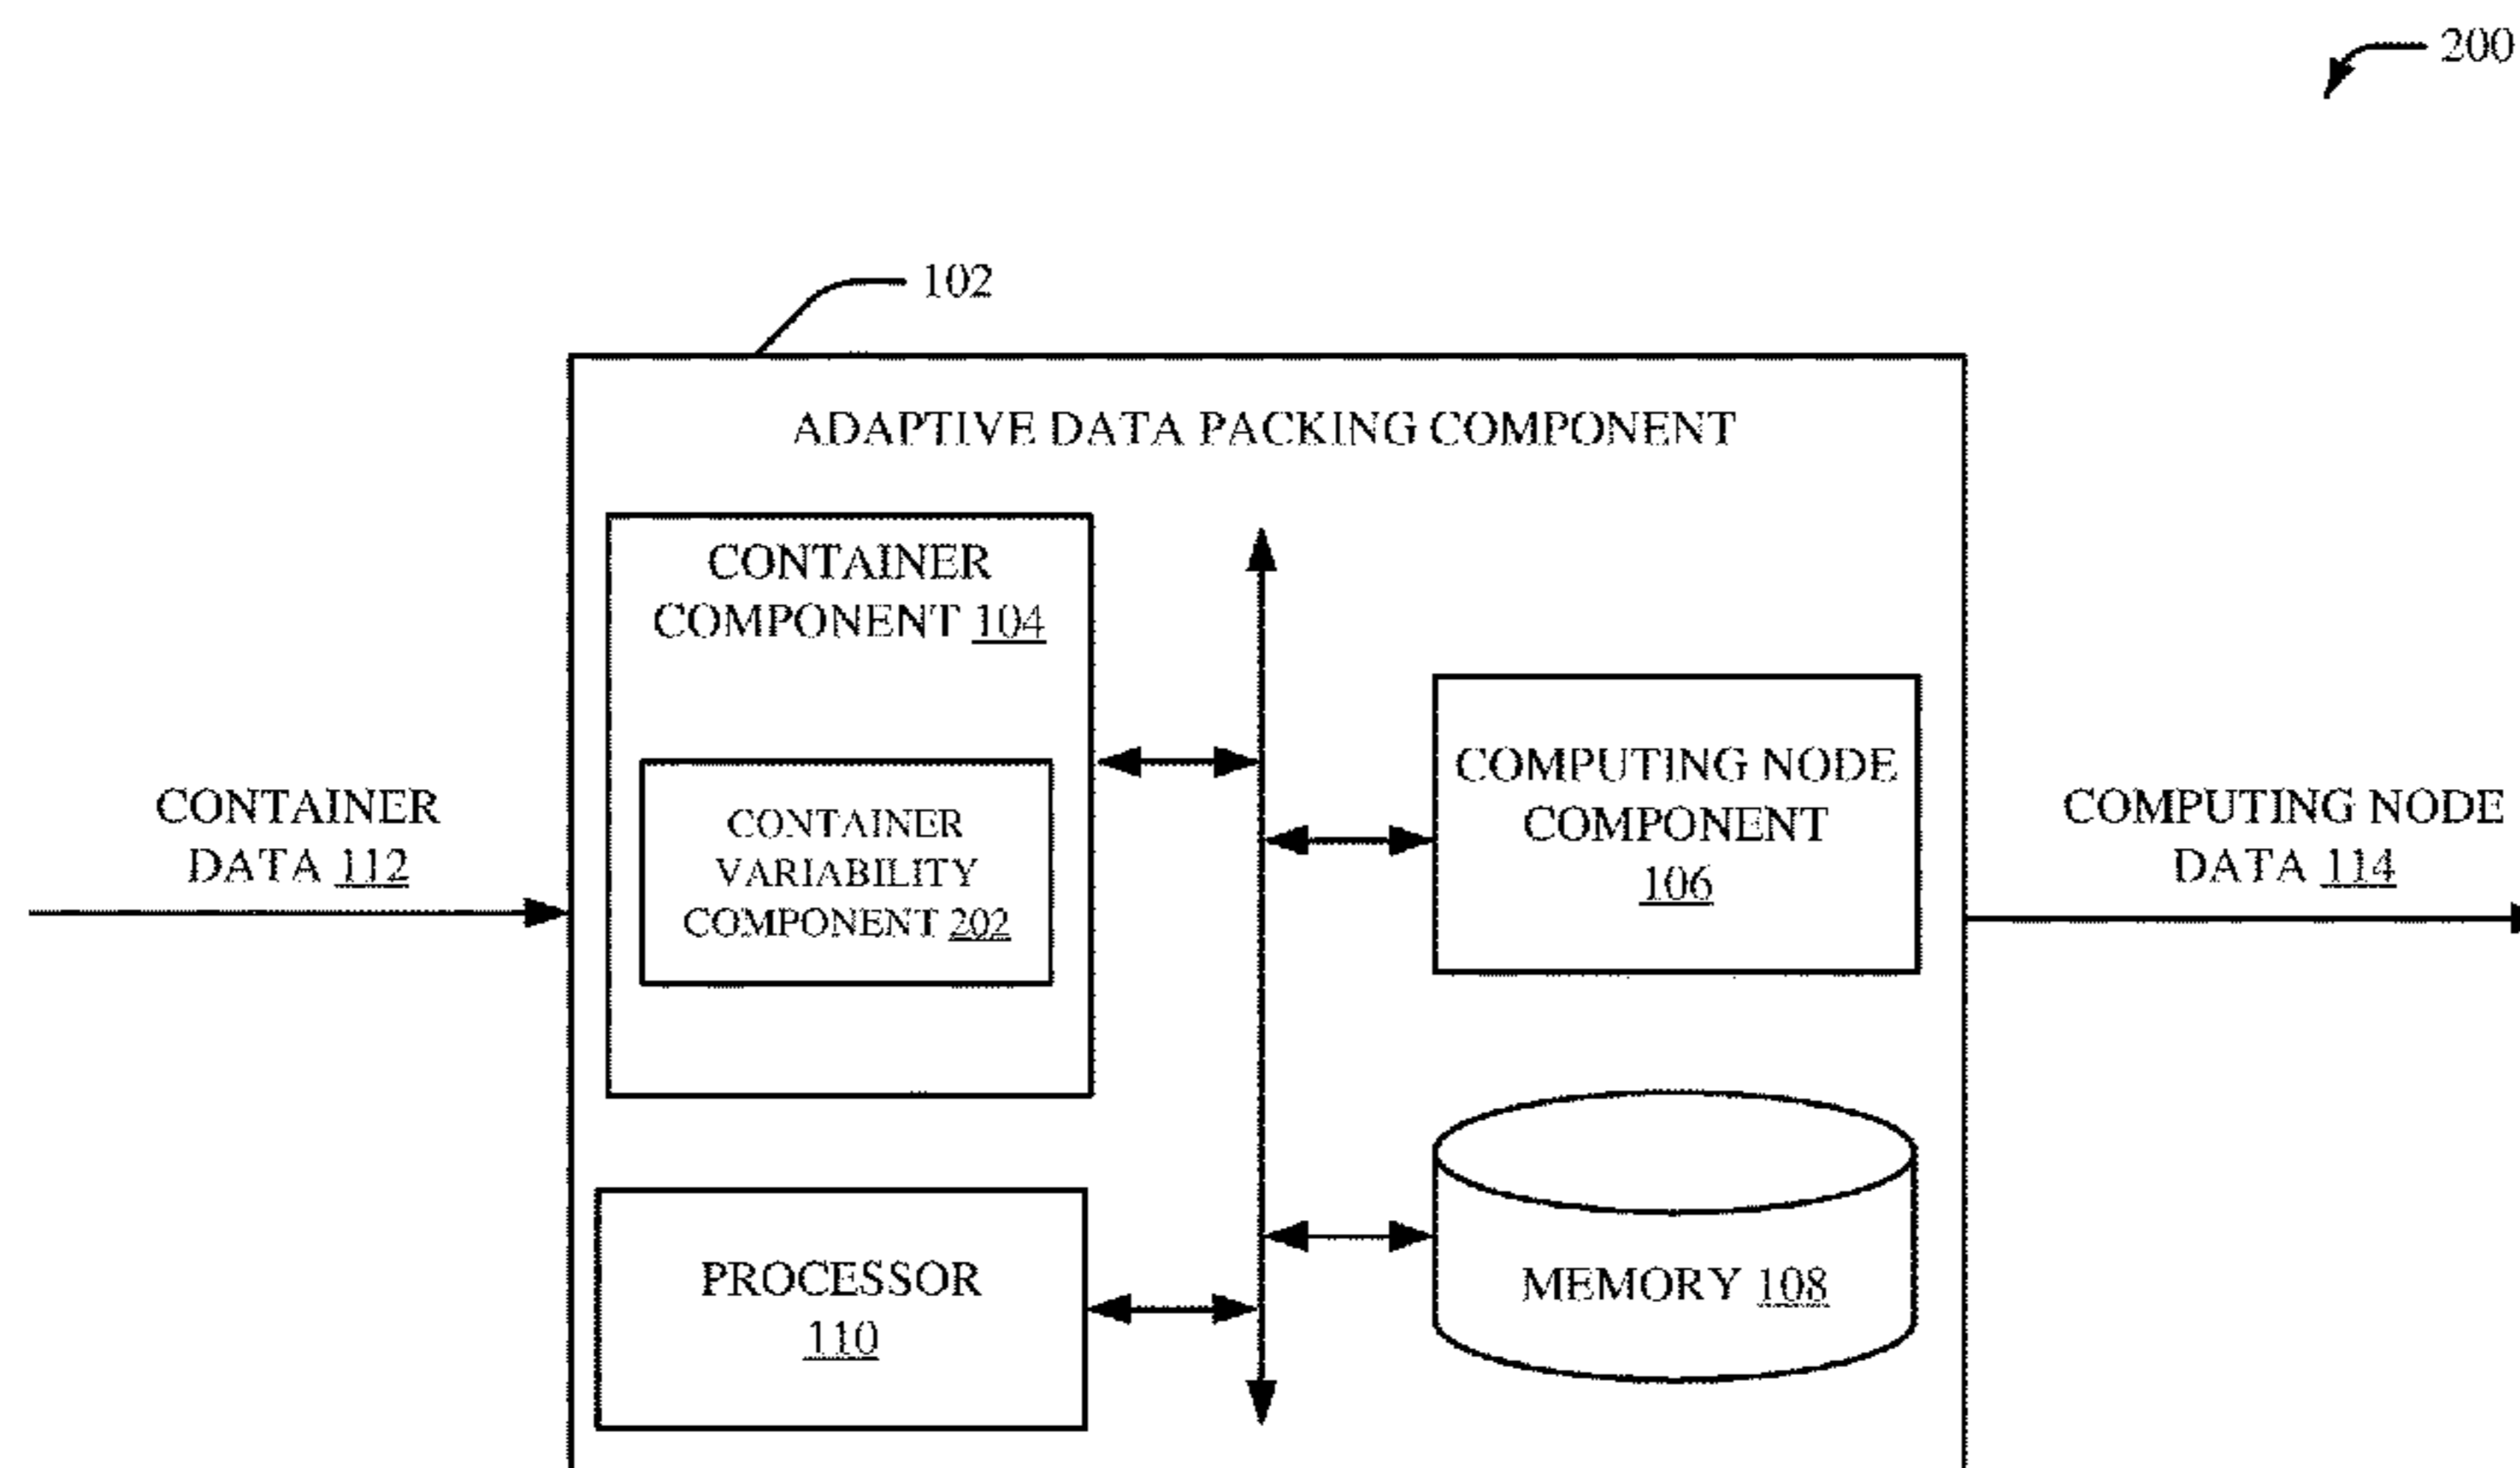 200
102
ADAPTIVE DATA PACKING COMPONENT
CONTAINER
COMPONENT 104
CONTAINER
VARIABILITY
COMPONENT 202
COMPUTING NODE
COMPONENT
106
CONTAINER
DATA 112
COMPUTING NODE
DATA 114
PROCESSOR
110
MEMORY 108